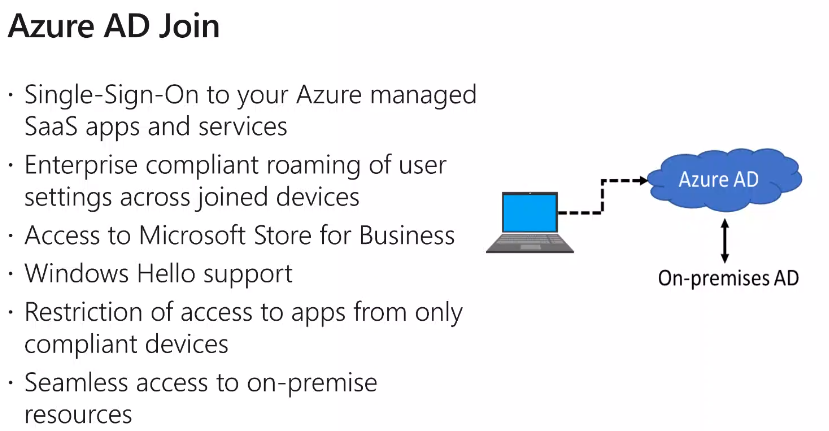 Azure AD Join
· Single-Sign-On to your Azure managed
SaaS apps and services
· Enterprise compliant roaming of user
settings across joined devices
· Access to Microsoft Store for Business
· Windows Hello support
· Restriction of access to apps from only
compliant devices
· Seamless access to on-premise
resources
Azure AD
On-premises AD